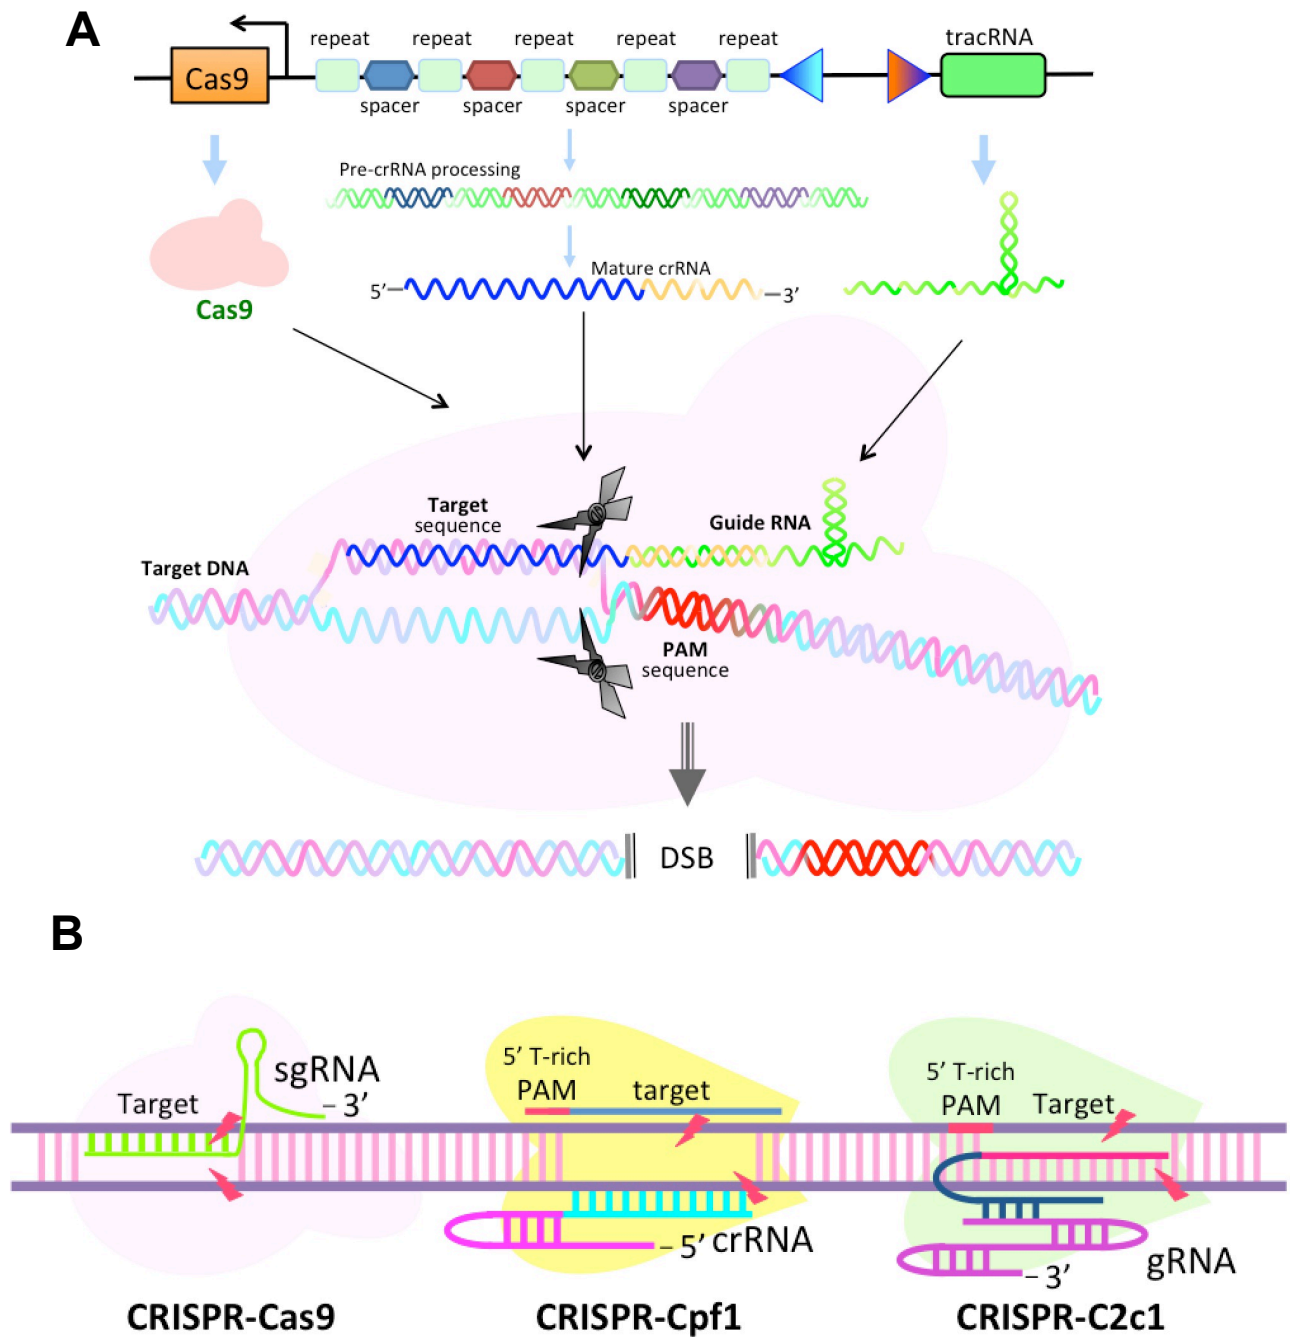 A
Cas9
repeat
repeat
repeat
repeat
repeat
tracRNA
spacer
spacer
spacer
spacer
Pre-crRNA processing
Mature crRNA
5’
3’
Cas9
Target
sequence
Guide RNA
Target DNA
PAM
sequence
DSB
B
sgRNA
– 3’
Target
5’ T-rich
PAM
target
5’ T-rich
PAM
Target
– 5’ crRNA
gRNA
– 3’
CRISPR-Cas9
CRISPR-Cpf1
CRISPR-C2c1